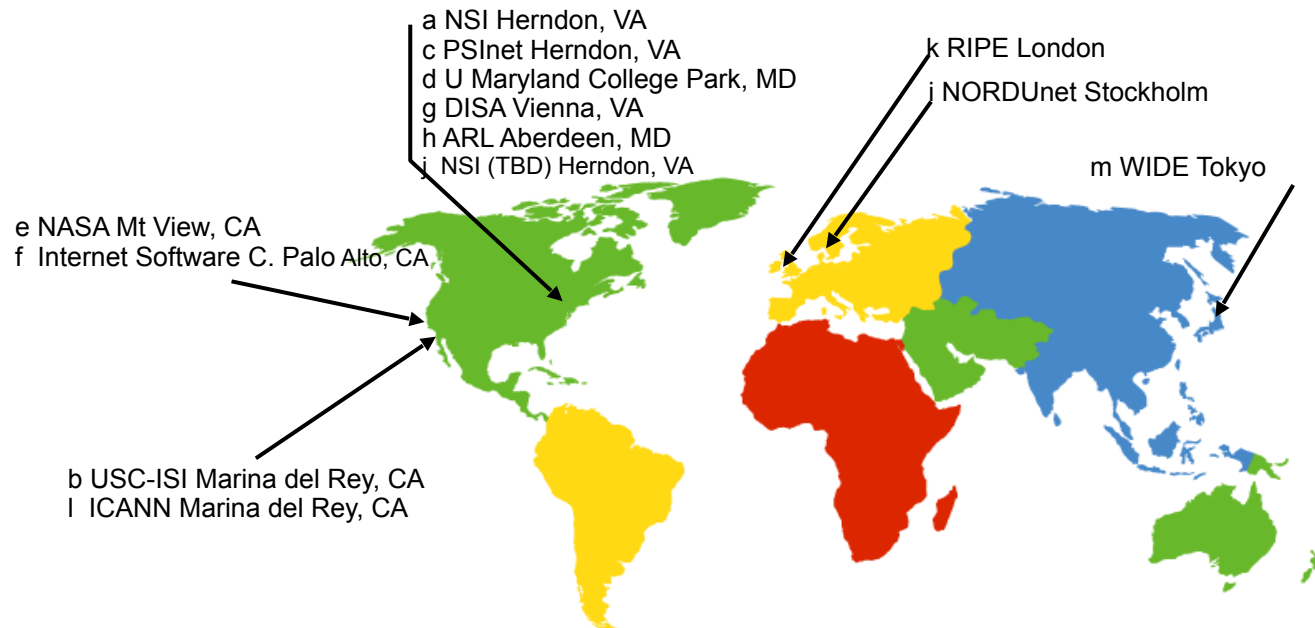 a NSI Herndon, VA
c PSInet Herndon, VA
d U Maryland College Park, MD
g DISA Vienna, VA
h ARL Aberdeen, MD
j NSI (TBD) Herndon, VA
k RIPE London
i NORDUnet Stockholm
m WIDE Tokyo
e NASA Mt View, CA
f Internet Software C. Palo Alto, CA
b USC-ISI Marina del Rey, CA
l ICANN Marina del Rey, CA